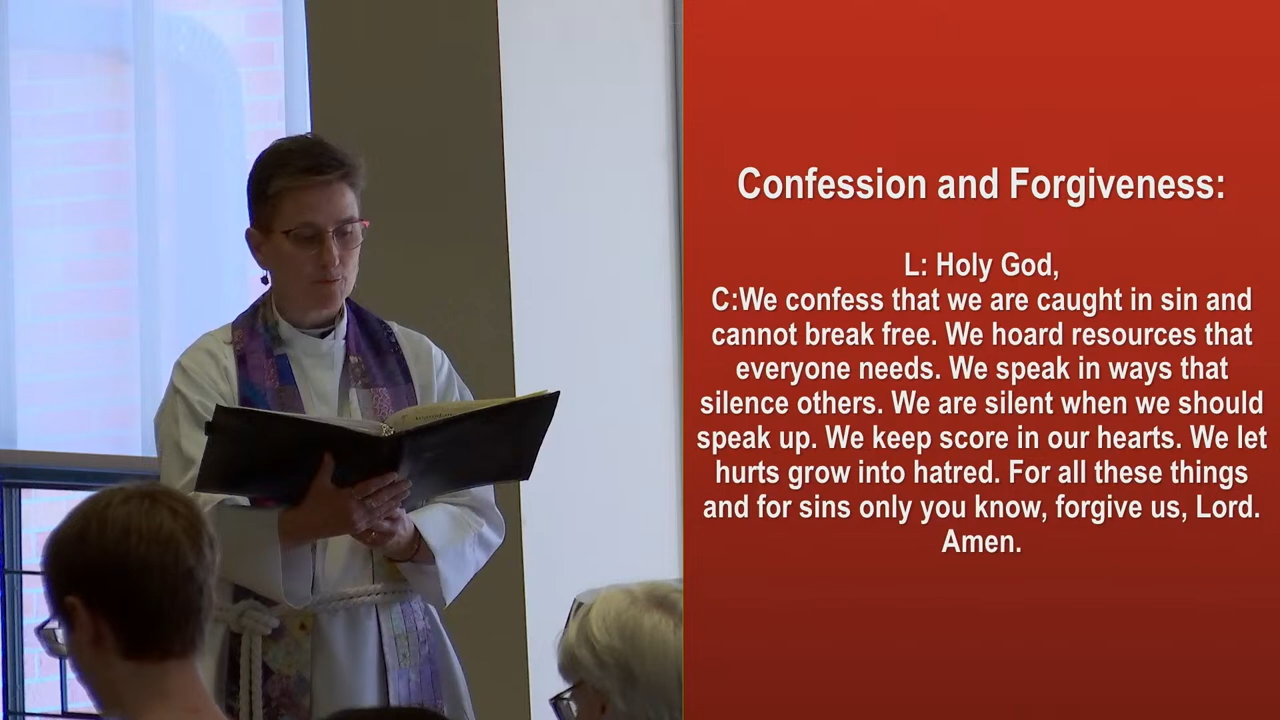 Confession and Forgiveness:
L: Holy God,
C:We confess that we are caught in sin and
cannot break free. We hoard resources that
everyone needs. We speak in ways that
silence others. We are silent when we should
speak up. We keep score in our hearts. We let
hurts grow into hatred. For all these things
and for sins only you know, forgive us, Lord.
Amen.